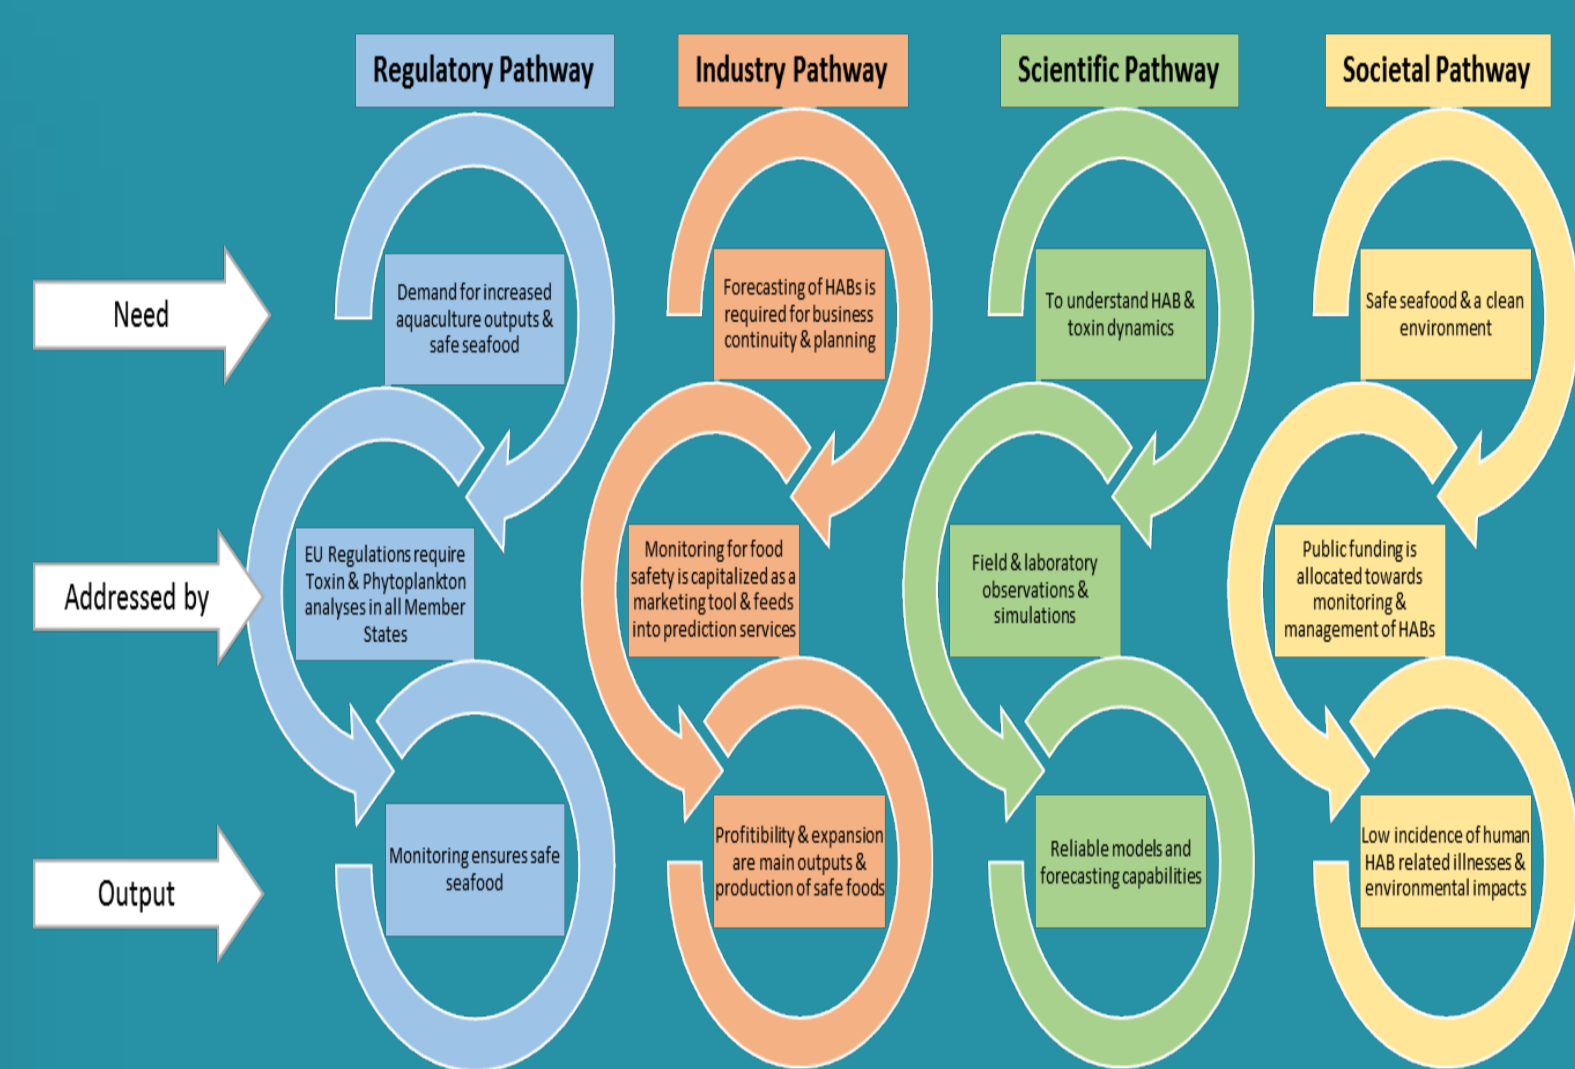 Regulatory Pathway
Industry Pathway
Scientific Pathway
Societal Pathway
Need
Demand for increased
aquaculture outputs &
safe seafood
Forecasting of HABs is
required for business
continuity & planning
To understand HAB &
toxin dynamics
Safe seafood & a clean
environment
Addressed by
EU Regulations require
Toxin & Phytoplankton
analyses in all Member
States
Monitoring for food
safety is capitalized as a
marketing tool & feeds
into prediction services
Field & laboratory
observations &
simulations
Public funding is
allocated towards
monitoring &
management of HABs
Output
Monitoring ensures safe
seafood
Profitibility & expansion
are main outputs &
production of safe foods
Reliable models and
forecasting capabilities
Low incidence of human
HAB related illnesses &
environmental impacts